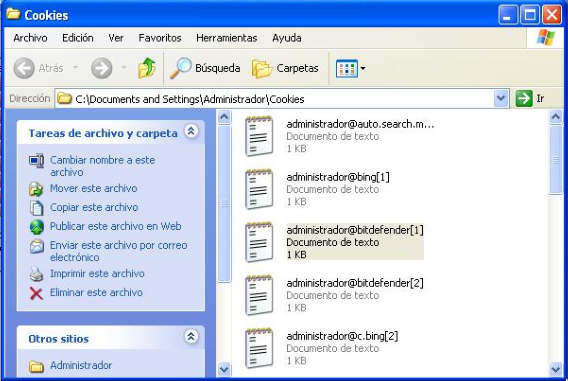 Cookies
Archivo Edición Ver Favoritos Herramientas Ayuda
Atrás Búsqueda Carpetas
Dirección C:\Documents and Settings\Administrador\Cookies Ir
Tareas de archivo y carpeta
Cambiar nombre a este
archivo
Mover este archivo
Copiar este archivo
Publicar este archivo en Web
Enviar este archivo por correo
electrónico
Imprimir este archivo
Eliminar este archivo
Otros sitios
Administrador
administrador@auto.search.m...
Documento de texto
1 KB
administrador@bing[1]
Documento de texto
1 KB
administrador@bitdefender[1]
Documento de texto
1 KB
administrador@bitdefender[2]
Documento de texto
1 KB
administrador@c.bing[2]
Documento de texto
1 KB